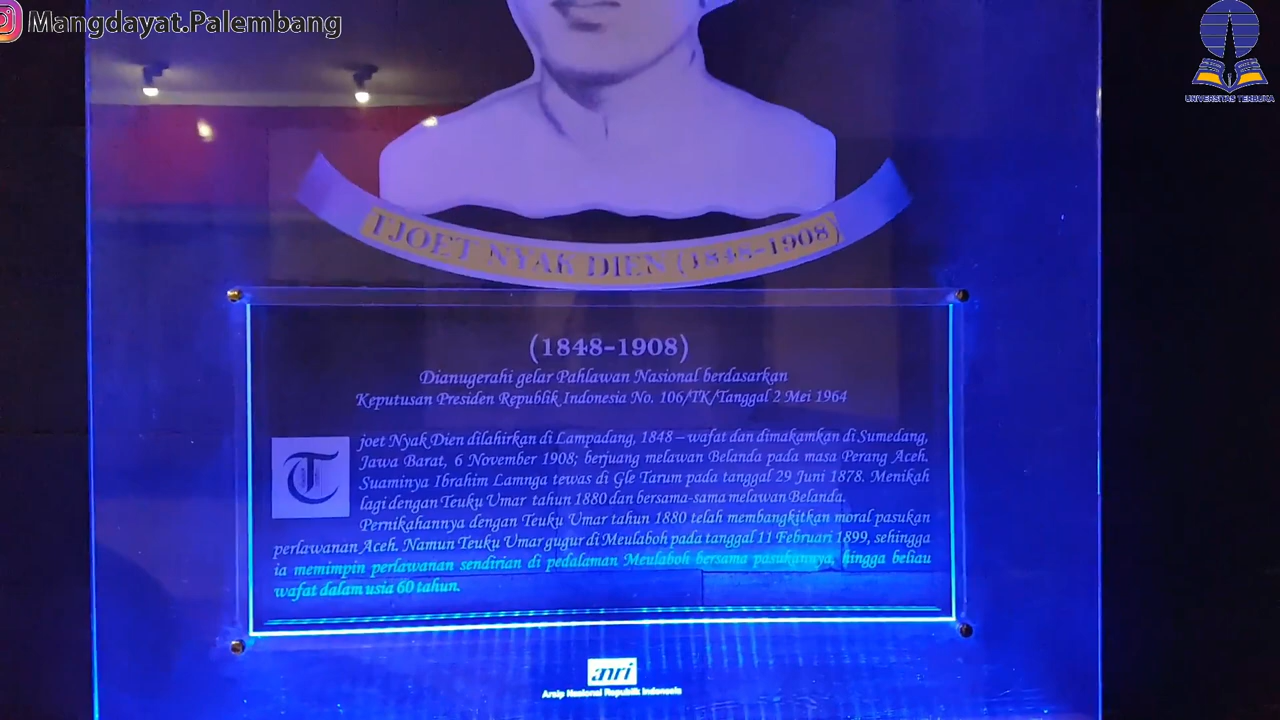 Mangdayat.Palembang
UNIVERSITAS TERBUKA
TJOET NYAK DIEN (1848-1908)
(1848-1908)
Dianugerahi gelar Pahlawan Nasional berdasarkan
Keputusan Presiden Republik Indonesia No. 106/TK/Tanggal 2 Mei 1964
T
joet Nyak Dien dilahirkan di Lampadang, 1848 – wafat dan dimakamkan di Sumedang,
Jawa Barat, 6 November 1908; berjuang melawan Belanda pada masa Perang Aceh.
Suaminya Ibrahim Lamnga tewas di Gle Tarum pada tanggal 29 Juni 1878. Menikah
lagi dengan Teuku Umar tahun 1880 dan bersama-sama melawan Belanda.
Pernikahannya dengan Teuku Umar tahun 1880 telah membangkitkan moral pasukan
perlawanan Aceh. Namun Teuku Umar gugur di Meulaboh pada tanggal 11 Februari 1899, sehingga
ia memimpin perlawanan sendirian di pedalaman Meulaboh bersama pasukannya, hingga beliau
wafat dalam usia 60 tahun.
anri
Arsip Nasional Republik Indonesia